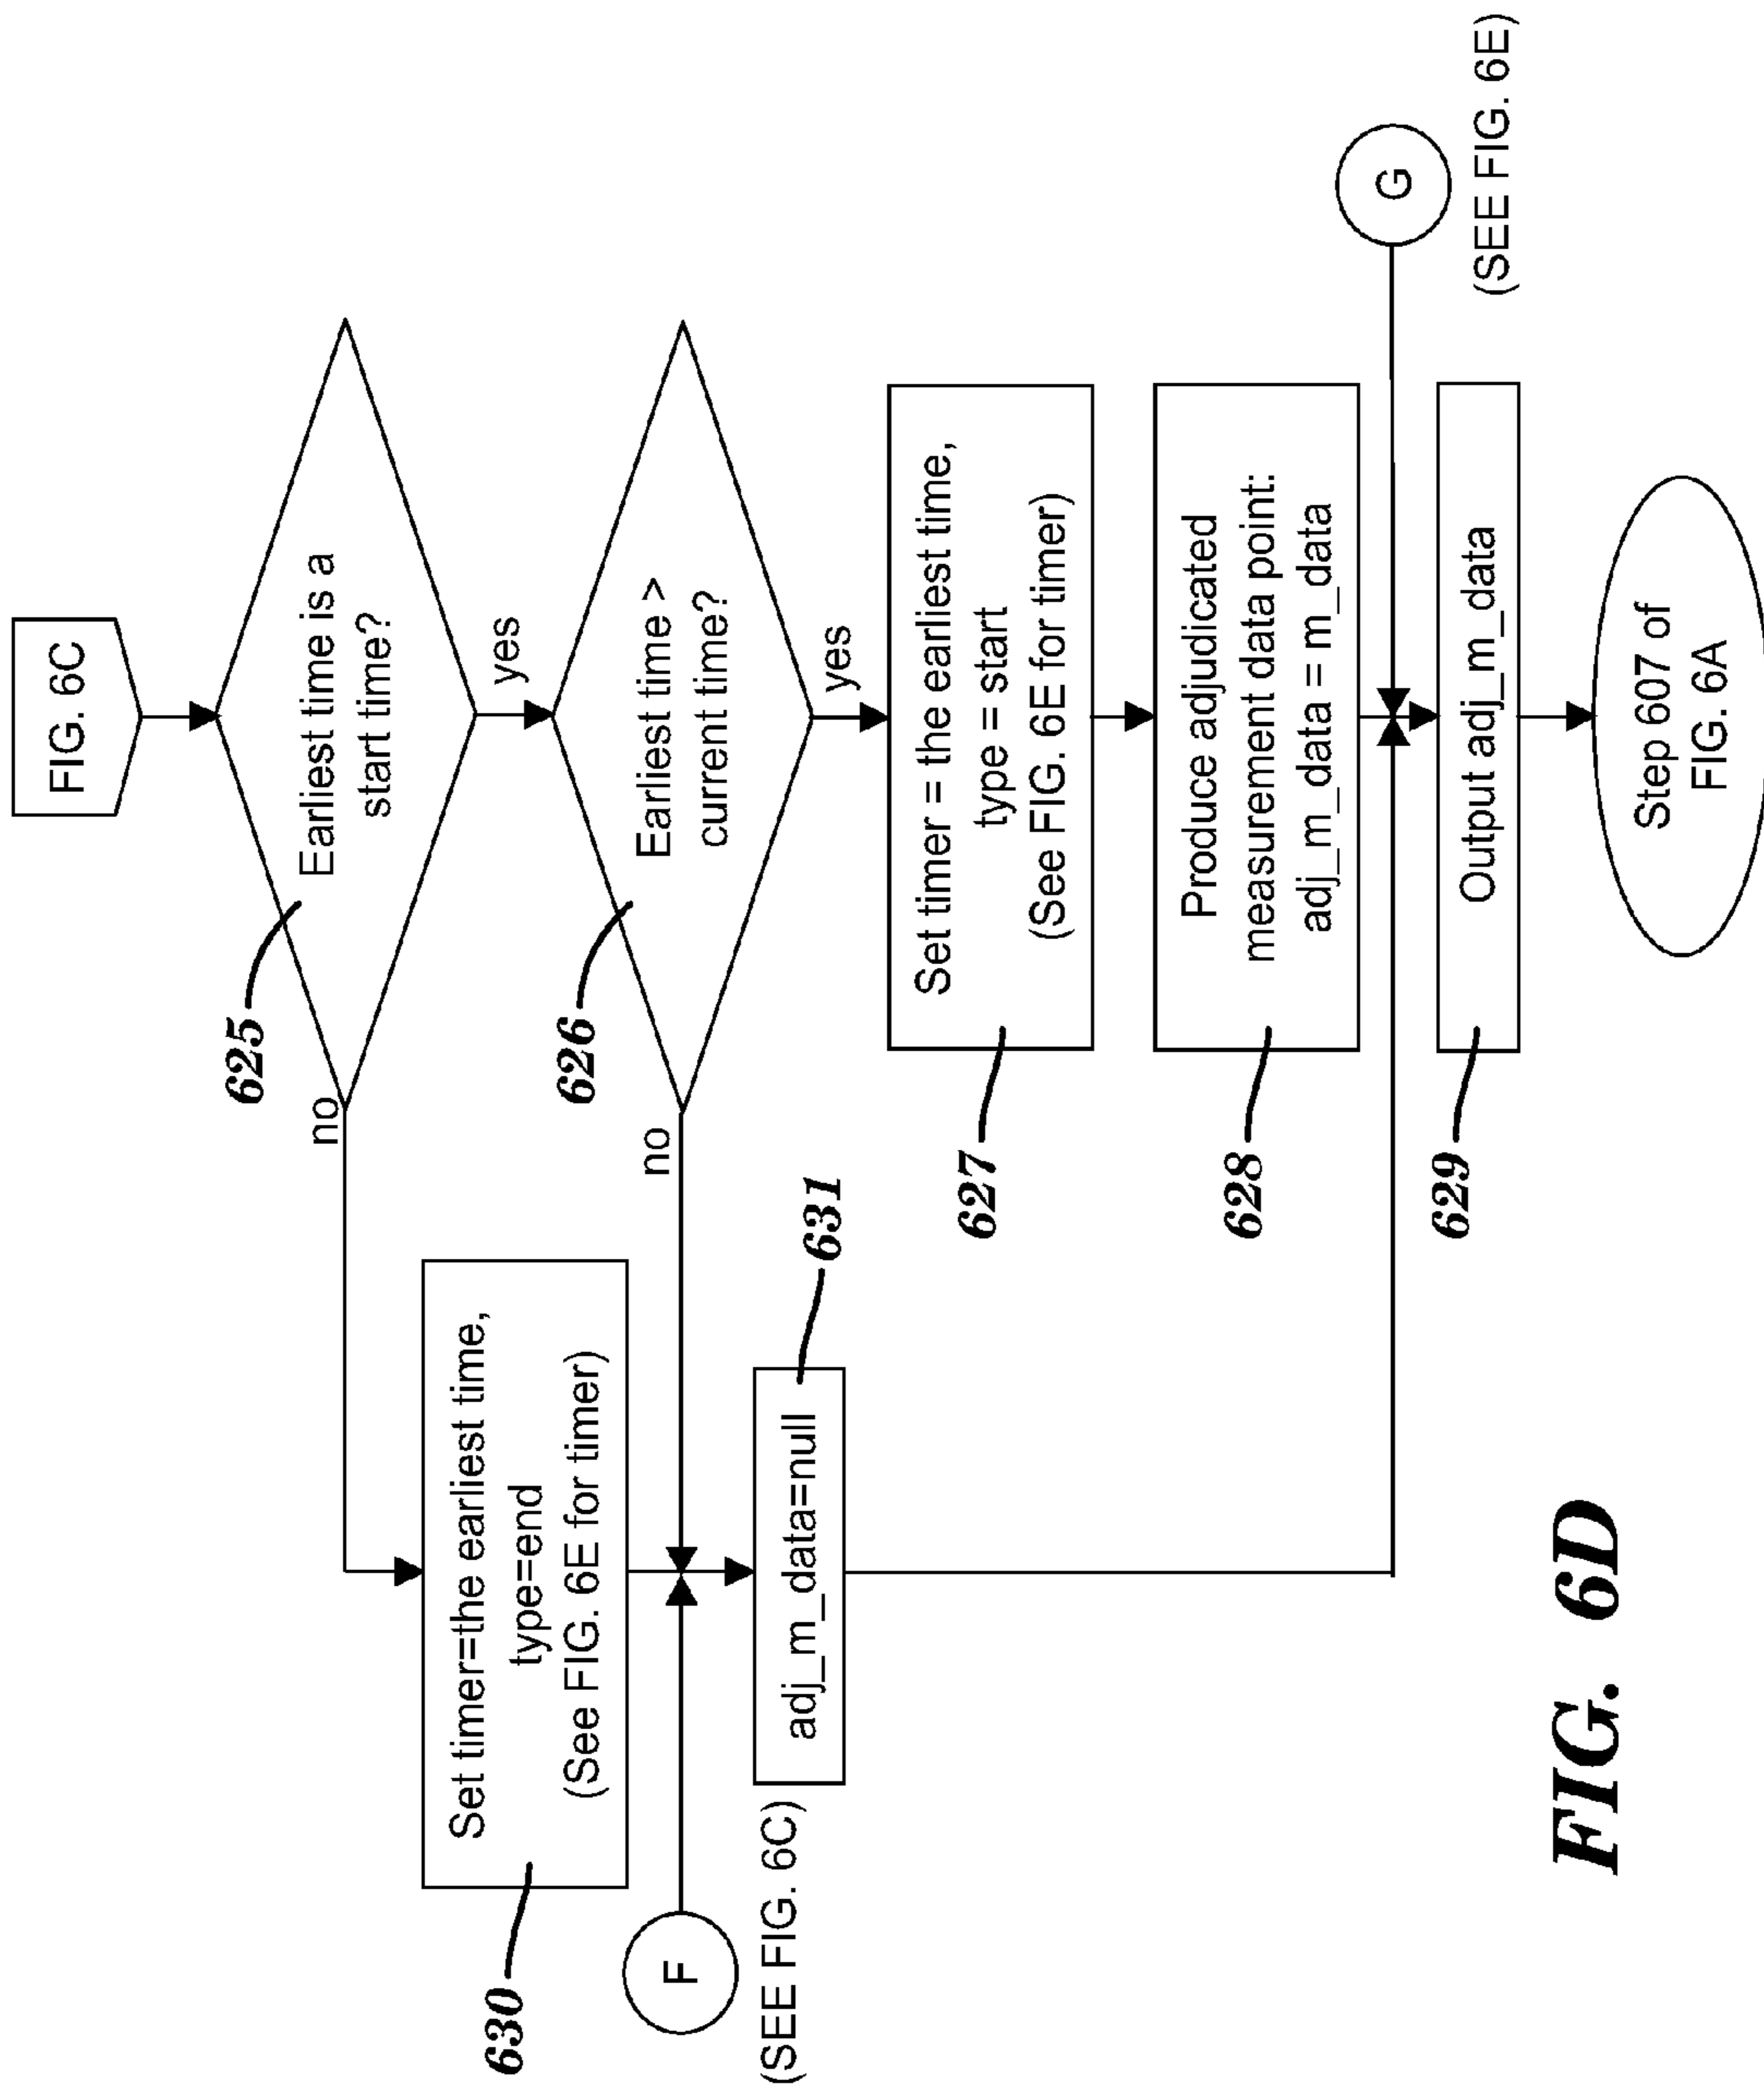 FIG. 6C
625
Earliest time is a
start time?
no
yes
626
Earliest time >
current time?
no
yes
630
Set timer=the earliest time,
type=end
(See FIG. 6E for timer)
627
Set timer = the earliest time,
type = start
(See FIG. 6E for timer)
F
(SEE FIG. 6C)
631
adj_m_data=null
628
Produce adjudicated
measurement data point:
adj_m_data = m_data
G
(SEE FIG. 6E)
629
Output adj_m_data
Step 607 of
FIG. 6A
FIG. 6D